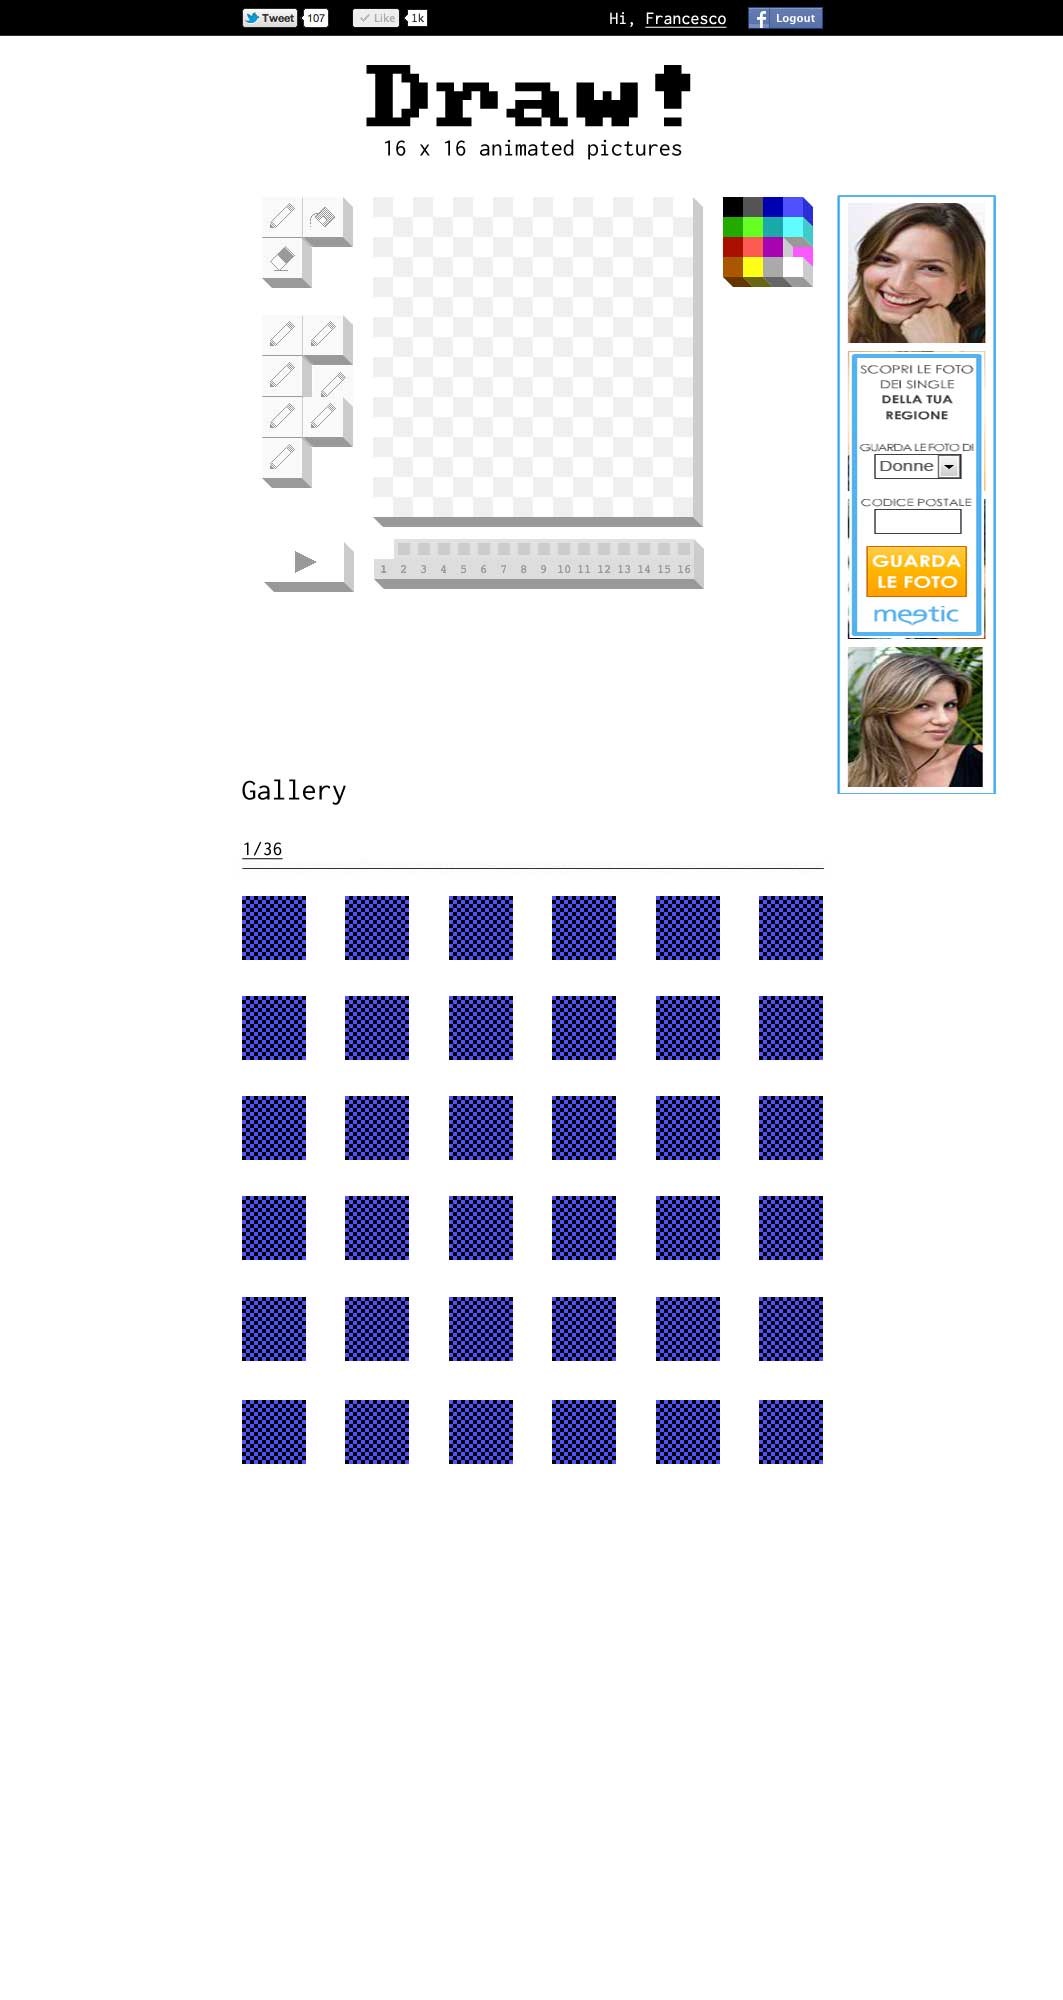 Tweet 107 Like 1k Hi, Francesco Logout
Draw!
16 x 16 animated pictures
SCOPRI LE FOTO
DEI SINGLE
DELLA TUA
REGIONE
GUARDA LE FOTO DI
Donne
CODICE POSTALE
GUARDA
LE FOTO
meetic
1 2 3 4 5 6 7 8 9 10 11 12 13 14 15 16
Gallery
1/36